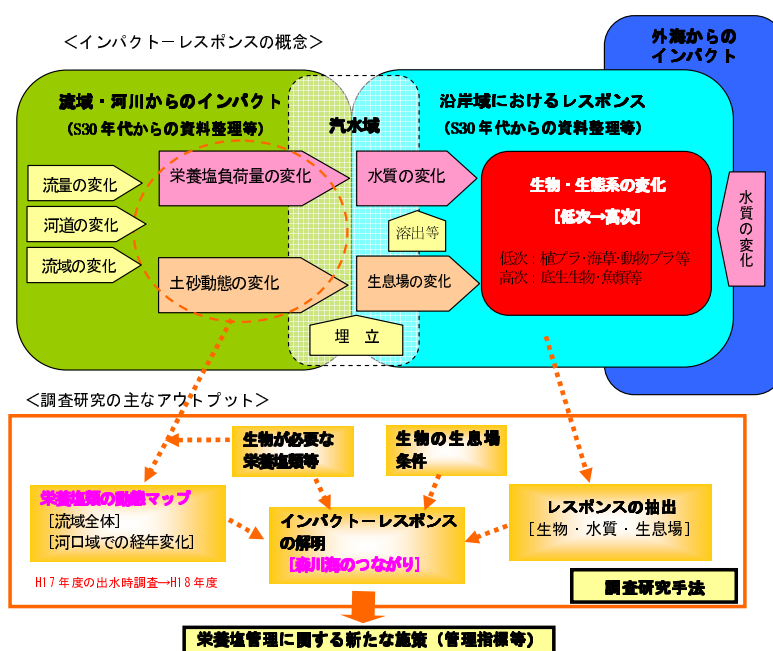 ＜インパクトーレスポンスの概念＞
外海からの
インパクト
流域・河川からのインパクト
(S30年代からの資料整理等)
汽水域
沿岸域におけるレスポンス
(S30年代からの資料整理等)
流量の変化
河道の変化
流域の変化
栄養塩負荷量の変化
土砂動態の変化
水質の変化
溶出等
生息場の変化
埋　立
生物・生態系の変化
[低次→高次]
低次：植プラ・海草・動物プラ等
高次：底生生物・魚類等
水質の変化
＜調査研究の主なアウトプット＞
生物が必要な
栄養塩類等
生物の生息場
条件
栄養塩類の動態マップ
[流域全体]
[河口域での経年変化]
インパクトーレスポンス
の解明
[森川海のつながり]
レスポンスの抽出
[生物・水質・生息場]
H17年度の出水時調査→H18年度
調査研究手法
栄養塩管理に関する新たな施策（管理指標等）